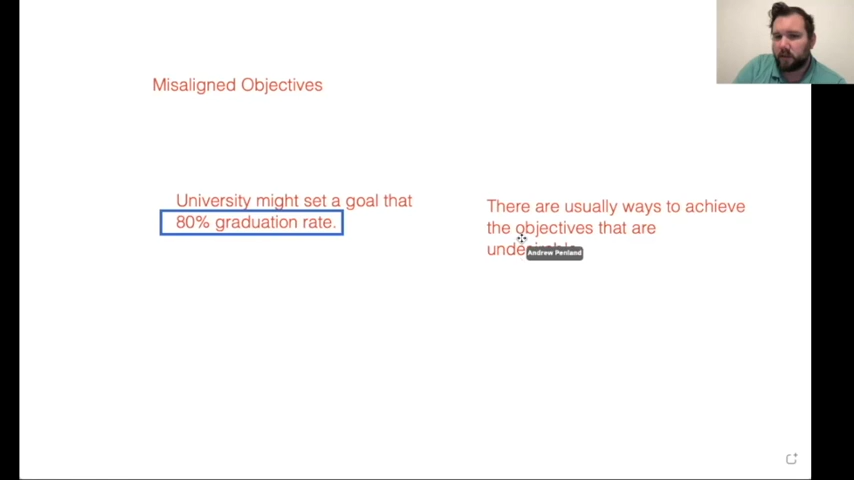 Misaligned Objectives
University might set a goal that
80% graduation rate.
There are usually ways to achieve
the objectives that are
Andrew Penland